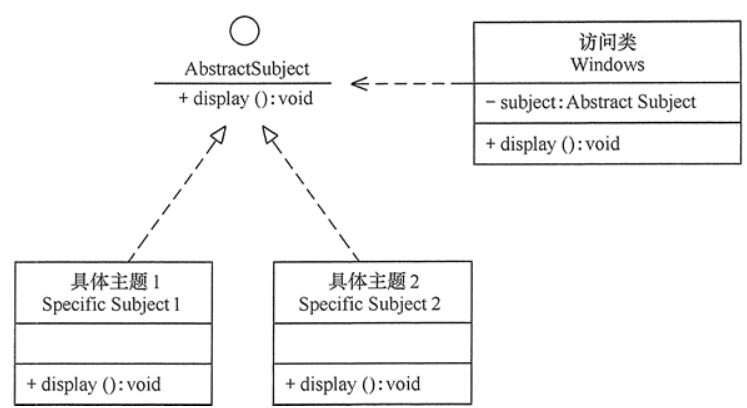 AbstractSubject
+ display (): void
访问类
Windows
- subject: Abstract Subject
+ display (): void
具体主题 1
Specific Subject 1
+ display (): void
具体主题 2
Specific Subject 2
+ display (): void